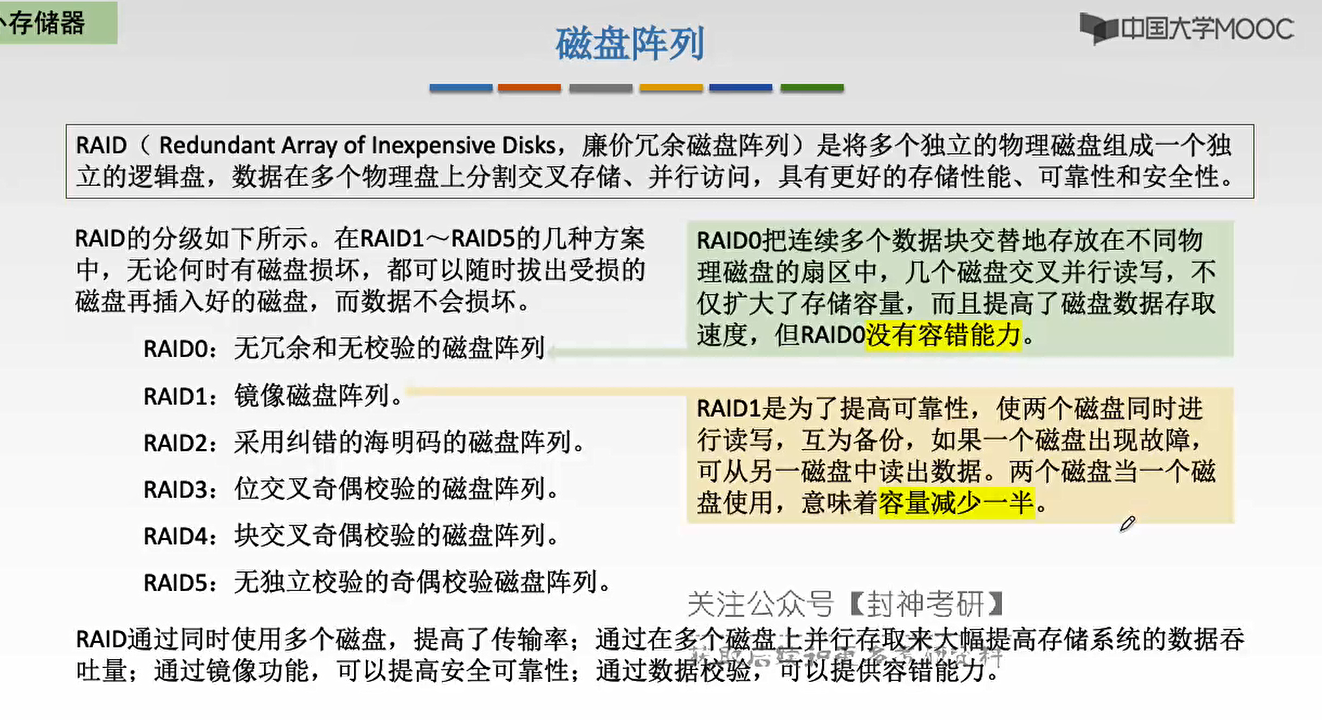 外存储器
磁盘阵列
中国大学MOOC
RAID（ Redundant Array of Inexpensive Disks，廉价冗余磁盘阵列）是将多个独立的物理磁盘组成一个独
立的逻辑盘，数据在多个物理盘上分割交叉存储、并行访问，具有更好的存储性能、可靠性和安全性。
RAID的分级如下所示。在RAID1～RAID5的几种方案
中，无论何时有磁盘损坏，都可以随时拔出受损的
磁盘再插入好的磁盘，而数据不会损坏。
RAID0：无冗余和无校验的磁盘阵列
RAID1：镜像磁盘阵列。
RAID2：采用纠错的海明码的磁盘阵列。
RAID3：位交叉奇偶校验的磁盘阵列。
RAID4：块交叉奇偶校验的磁盘阵列。
RAID5：无独立校验的奇偶校验磁盘阵列。
RAID0把连续多个数据块交替地存放在不同物
理磁盘的扇区中，几个磁盘交叉并行读写，不
仅扩大了存储容量，而且提高了磁盘数据存取
速度，但RAID0没有容错能力。
RAID1是为了提高可靠性，使两个磁盘同时进
行读写，互为备份，如果一个磁盘出现故障，
可从另一磁盘中读出数据。两个磁盘当一个磁
盘使用，意味着容量减少一半。
关注公众号【封神考研】
RAID通过同时使用多个磁盘，提高了传输率；通过在多个磁盘上并行存取来大幅提高存储系统的数据吞
吐量；通过镜像功能，可以提高安全可靠性；通过数据校验，可以提供容错能力。